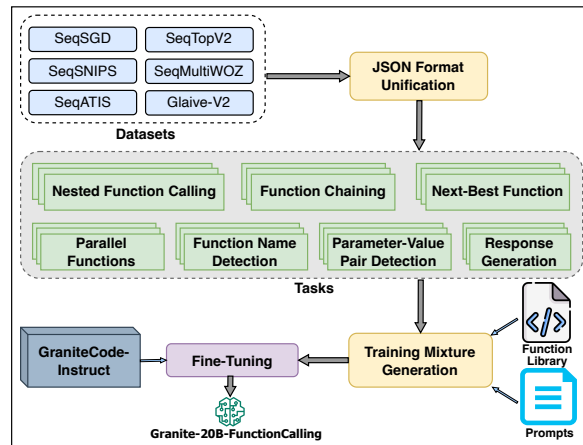 SeqSGD
SeqTopV2
SeqSNIPS
SeqMultiWOZ
SeqATIS
Glaive-V2
Datasets
JSON Format
Unification
Nested Function Calling
Function Chaining
Next-Best Function
Parallel
Functions
Function Name
Detection
Parameter-Value
Pair Detection
Response
Generation
Tasks
GraniteCode-
Instruct
Fine-Tuning
Training Mixture
Generation
</>
Function
Library
Prompts
Granite-20B-FunctionCalling